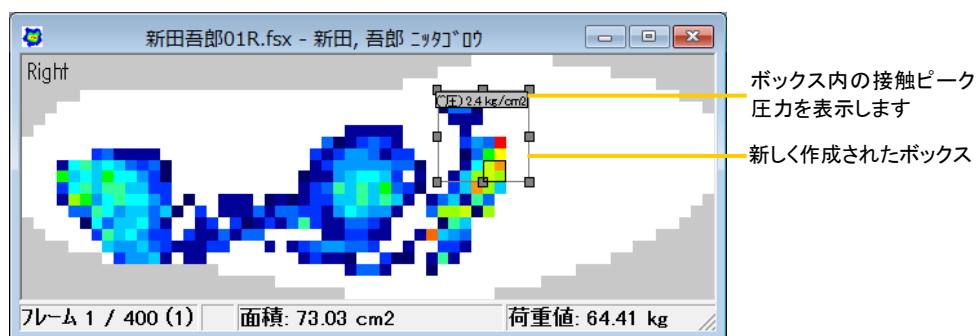 新田吾郎01R.fsx - 新田, 吾郎 ﾆｯﾀｺﾞﾛｳ
Right
圧) 2.4 kg/cm2
ボックス内の接触ピーク
圧力を表示します
新しく作成されたボックス
ﾌﾚｰﾑ 1 / 400 (1)
面積: 73.03 cm2
荷重値: 64.41 kg